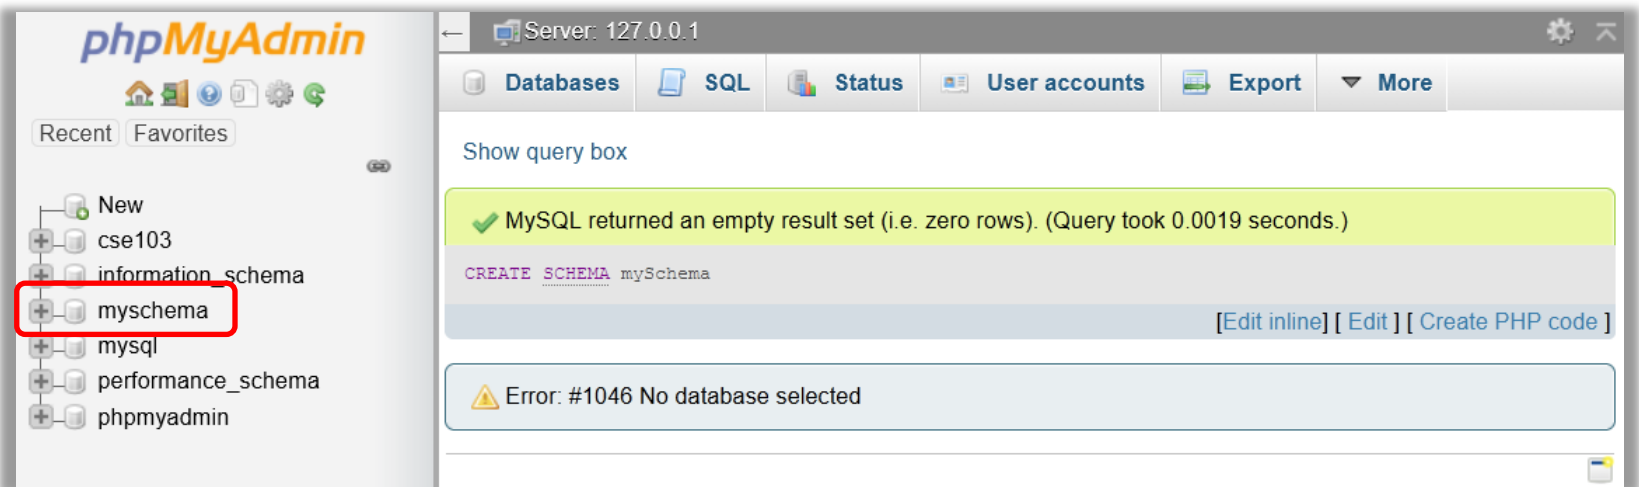 phpMyAdmin
Recent Favorites
New
cse103
information_schema
myschema
mysql
performance_schema
phpmyadmin
← Server: 127.0.0.1
Databases SQL Status User accounts Export More
Show query box
MySQL returned an empty result set (i.e. zero rows). (Query took 0.0019 seconds.)
CREATE SCHEMA mySchema
[Edit inline] [ Edit ] [ Create PHP code ]
Error: #1046 No database selected